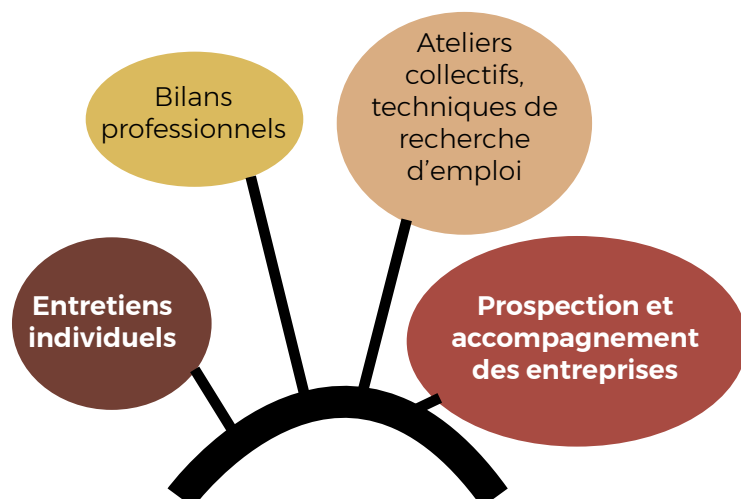 Bilans
professionnels
Ateliers
collectifs,
techniques de
recherche
d’emploi
Entretiens
individuels
Prospection et
accompagnement
des entreprises